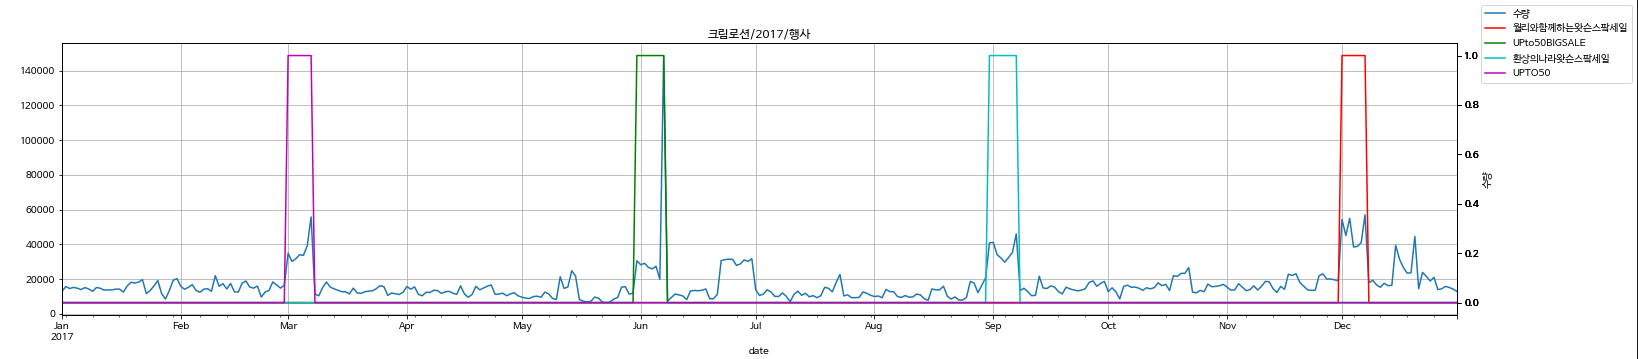 크림로션/2017/행사
수량
월리와함께하는왓슨스팍세일
UPto50BIGSALE
환상의나라왓슨스팍세일
UPTO50
140000
120000
100000
80000
60000
40000
20000
0
1.0
0.8
0.6
0.4
0.2
0.0
수량
Jan Feb Mar Apr May Jun Jul Aug Sep Oct Nov Dec
2017
date